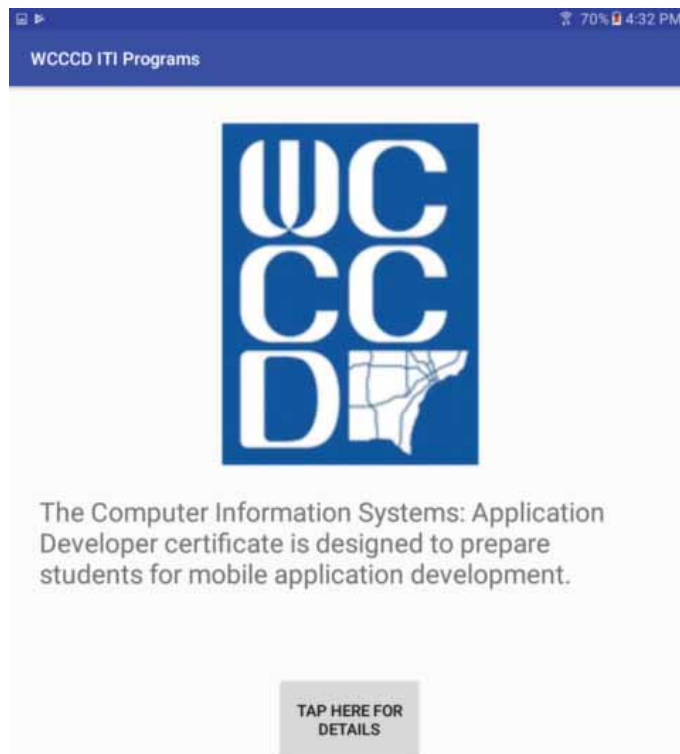 70% 4:32 PM
WCCCD ITI Programs
WC
CC
D
The Computer Information Systems: Application
Developer certificate is designed to prepare
students for mobile application development.
TAP HERE FOR
DETAILS